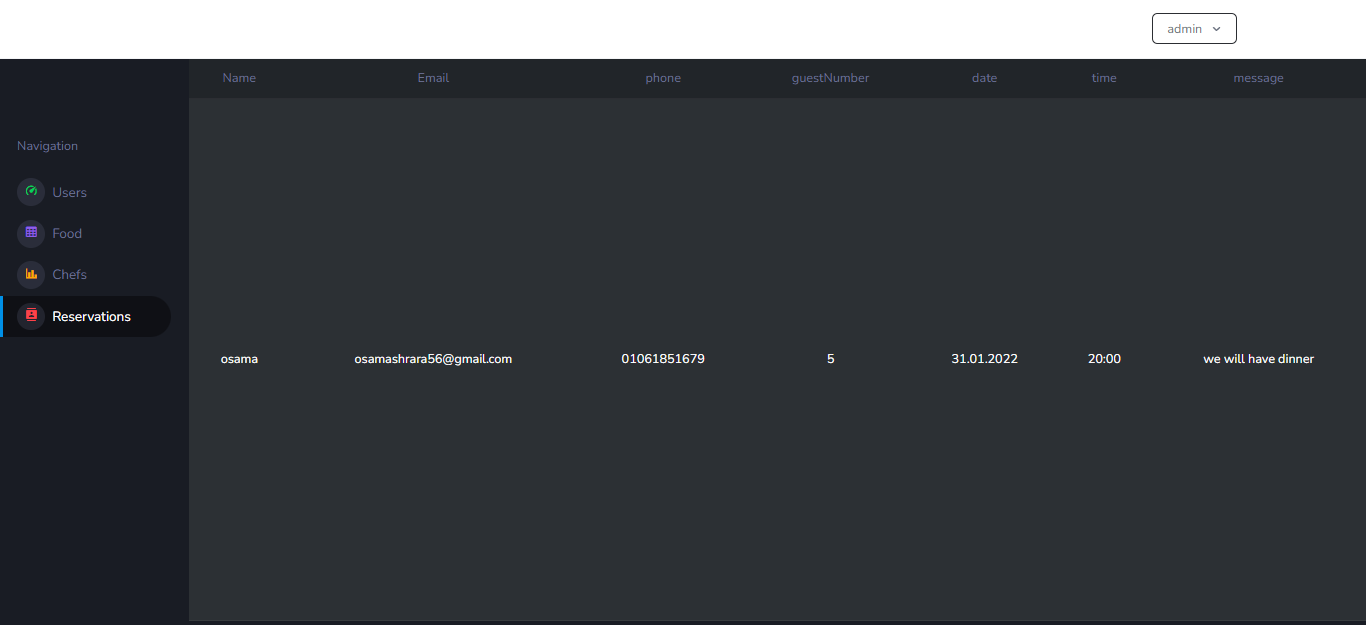 admin
Name Email phone guestNumber date time message
Navigation
Users
Food
Chefs
Reservations
osama osamashrara56@gmail.com 01061851679 5 31.01.2022 20:00 we will have dinner